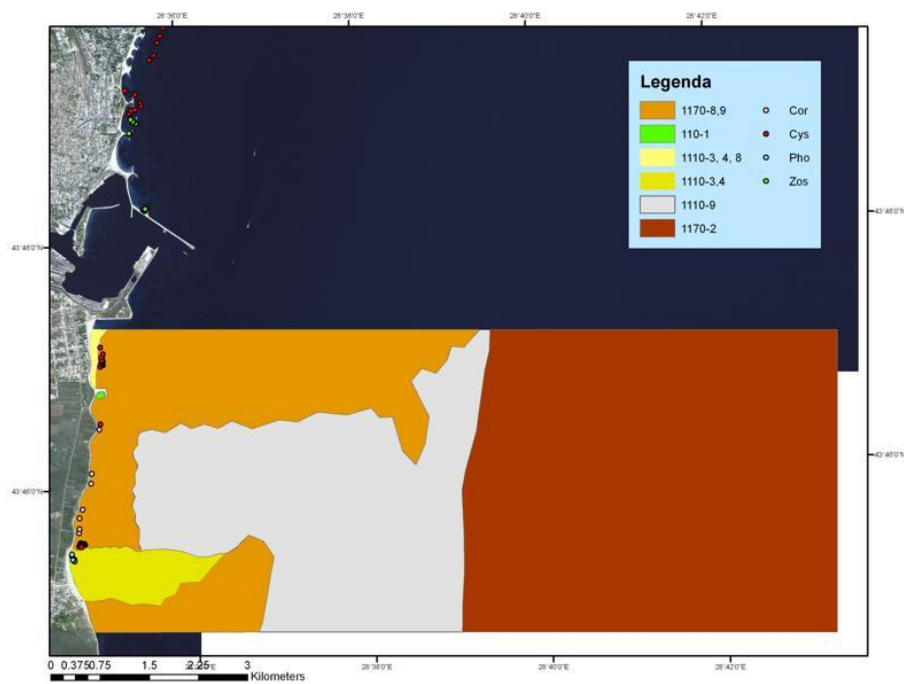 28°36'0"E 28°38'0"E 28°40'0"E 28°42'0"E
Legenda
1170-8,9 Cor
110-1 Cys
1110-3, 4, 8 Pho
1110-3,4 Zos
1110-9
1170-2
43°48'0"N
43°48'0"N
43°46'0"N
43°46'0"N
28°38'0"E 28°40'0"E 28°42'0"E
0 0.375 0.75 1.5 2.25 3
Kilometers